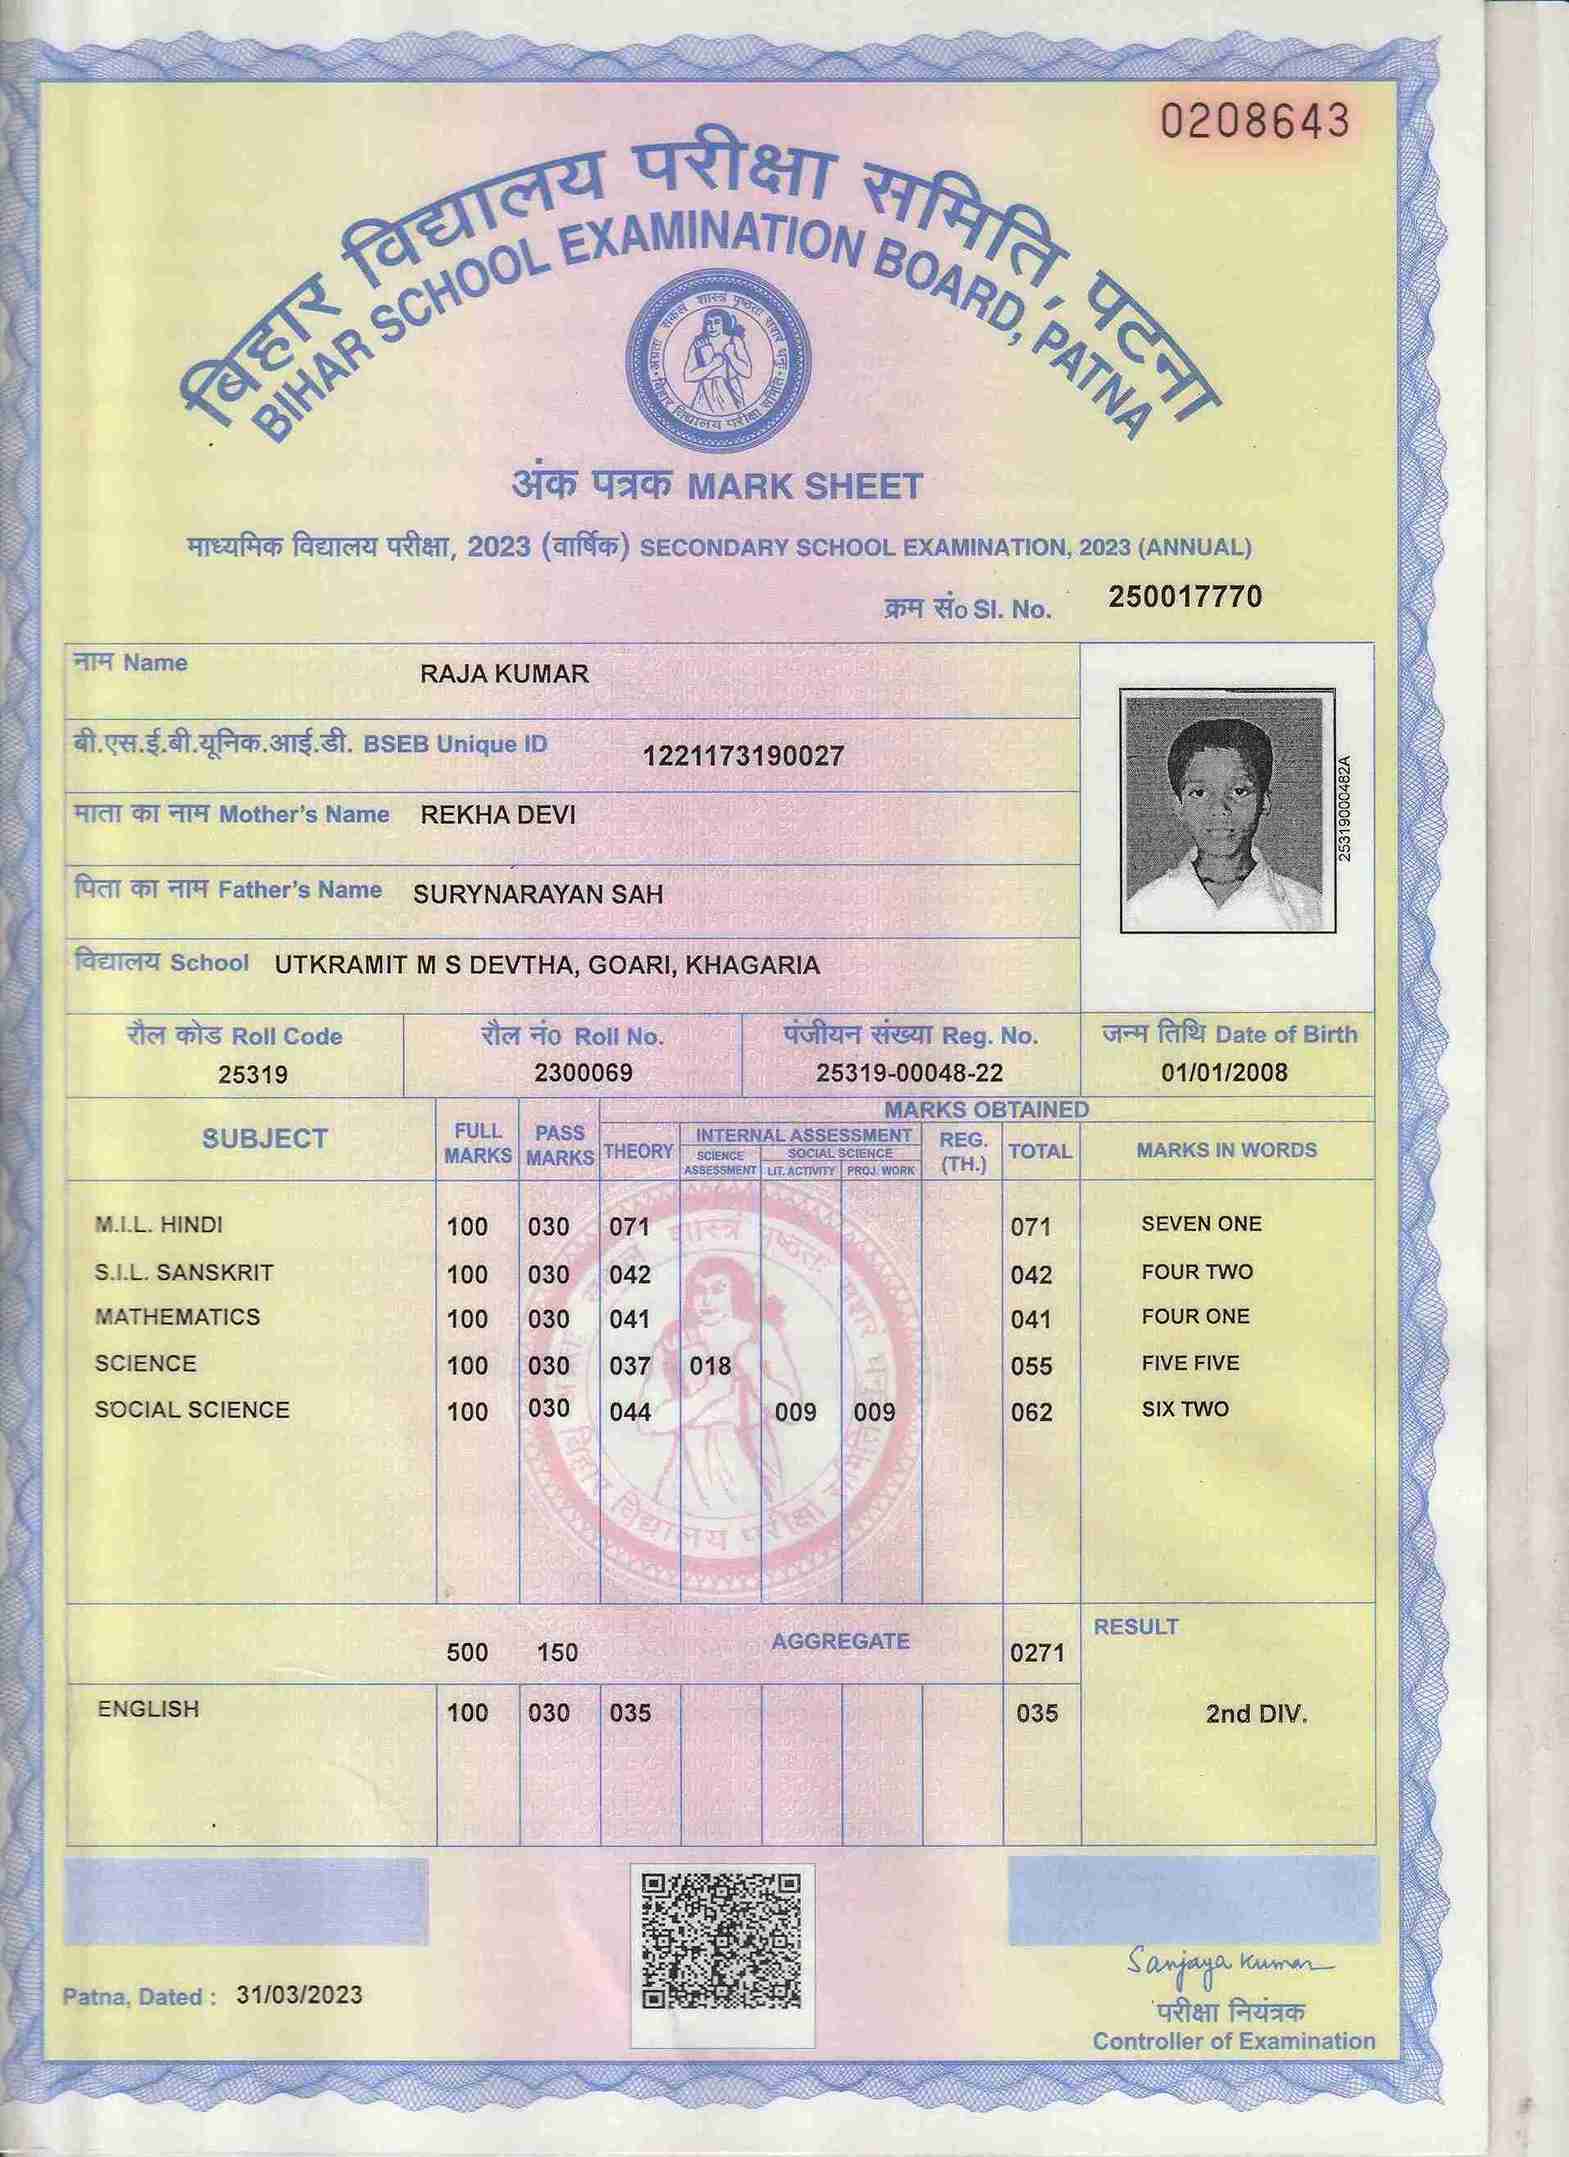 0208643
बिहार विद्यालय परीक्षा समिति, पटना
BIHAR SCHOOL EXAMINATION BOARD, PATNA
अंक पत्रक MARK SHEET
माध्यमिक विद्यालय परीक्षा, 2023 (वार्षिक) SECONDARY SCHOOL EXAMINATION, 2023 (ANNUAL)
क्रम सं० Sl. No. 250017770
नाम Name RAJA KUMAR
बी.एस.ई.बी.यूनिक.आई.डी. BSEB Unique ID 1221173190027
माता का नाम Mother's Name REKHA DEVI
पिता का नाम Father's Name SURYNARAYAN SAH
विद्यालय School UTKRAMIT M S DEVTHA, GOARI, KHAGARIA
25319000482A
रौल कोड Roll Code रौल नं० Roll No. पंजीयन संख्या Reg. No. जन्म तिथि Date of Birth
25319 2300069 25319-00048-22 01/01/2008
MARKS OBTAINED
SUBJECT FULL MARKS PASS MARKS THEORY INTERNAL ASSESSMENT REG. (TH.) TOTAL MARKS IN WORDS
SCIENCE ASSESSMENT SOCIAL SCIENCE
LIT. ACTIVITY PROJ. WORK
M.I.L. HINDI 100 030 071 071 SEVEN ONE
S.I.L. SANSKRIT 100 030 042 042 FOUR TWO
MATHEMATICS 100 030 041 041 FOUR ONE
SCIENCE 100 030 037 018 055 FIVE FIVE
SOCIAL SCIENCE 100 030 044 009 009 062 SIX TWO
500 150 AGGREGATE 0271 RESULT
ENGLISH 100 030 035 035 2nd DIV.
Patna, Dated : 31/03/2023
Sanjaya Kumar
परीक्षा नियंत्रक
Controller of Examination